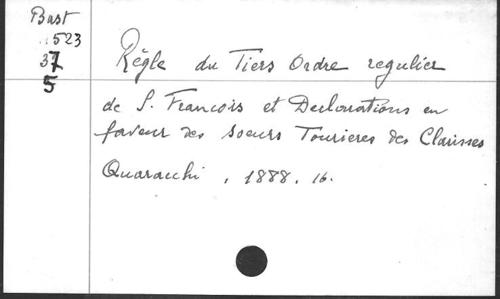 Bast
523
37
5
Règle du Tiers Ordre regulier
de S. Francois et Declarations en
faveur des soeurs Tourieres des Clarisses
Quaracchi, 1888. 16.